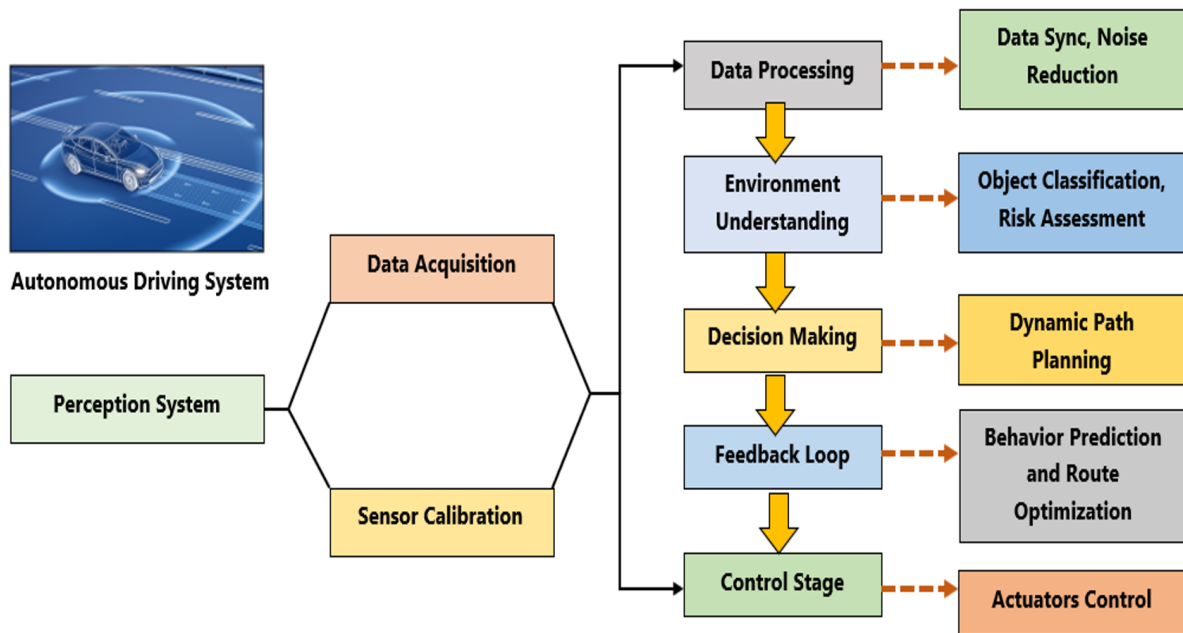 Autonomous Driving System
Perception System
Data Acquisition
Sensor Calibration
Data Processing
Data Sync, Noise
Reduction
Environment
Understanding
Object Classification,
Risk Assessment
Decision Making
Dynamic Path
Planning
Feedback Loop
Behavior Prediction
and Route
Optimization
Control Stage
Actuators Control